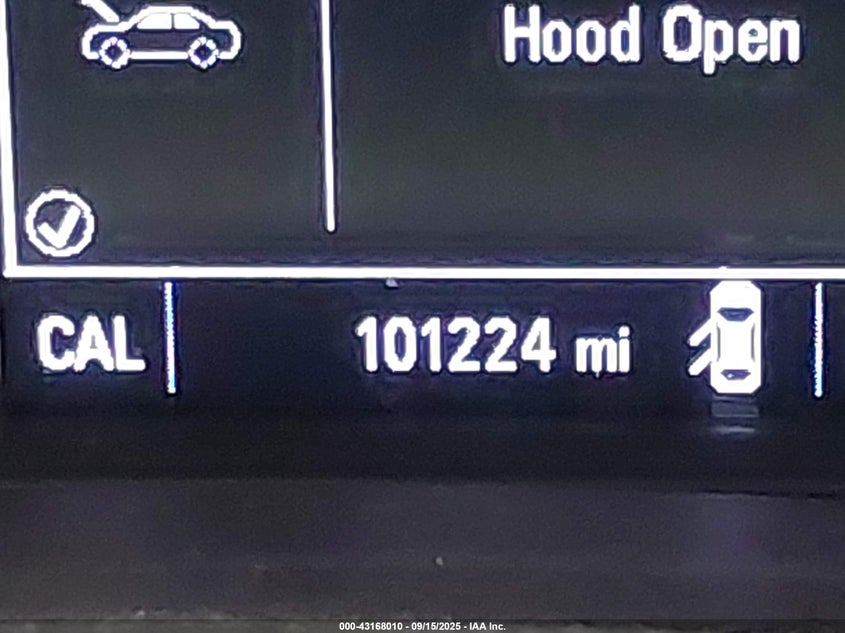 Hood Open
CAL 101224 mi
000-43168010 - 09/15/2025 - IAA Inc.